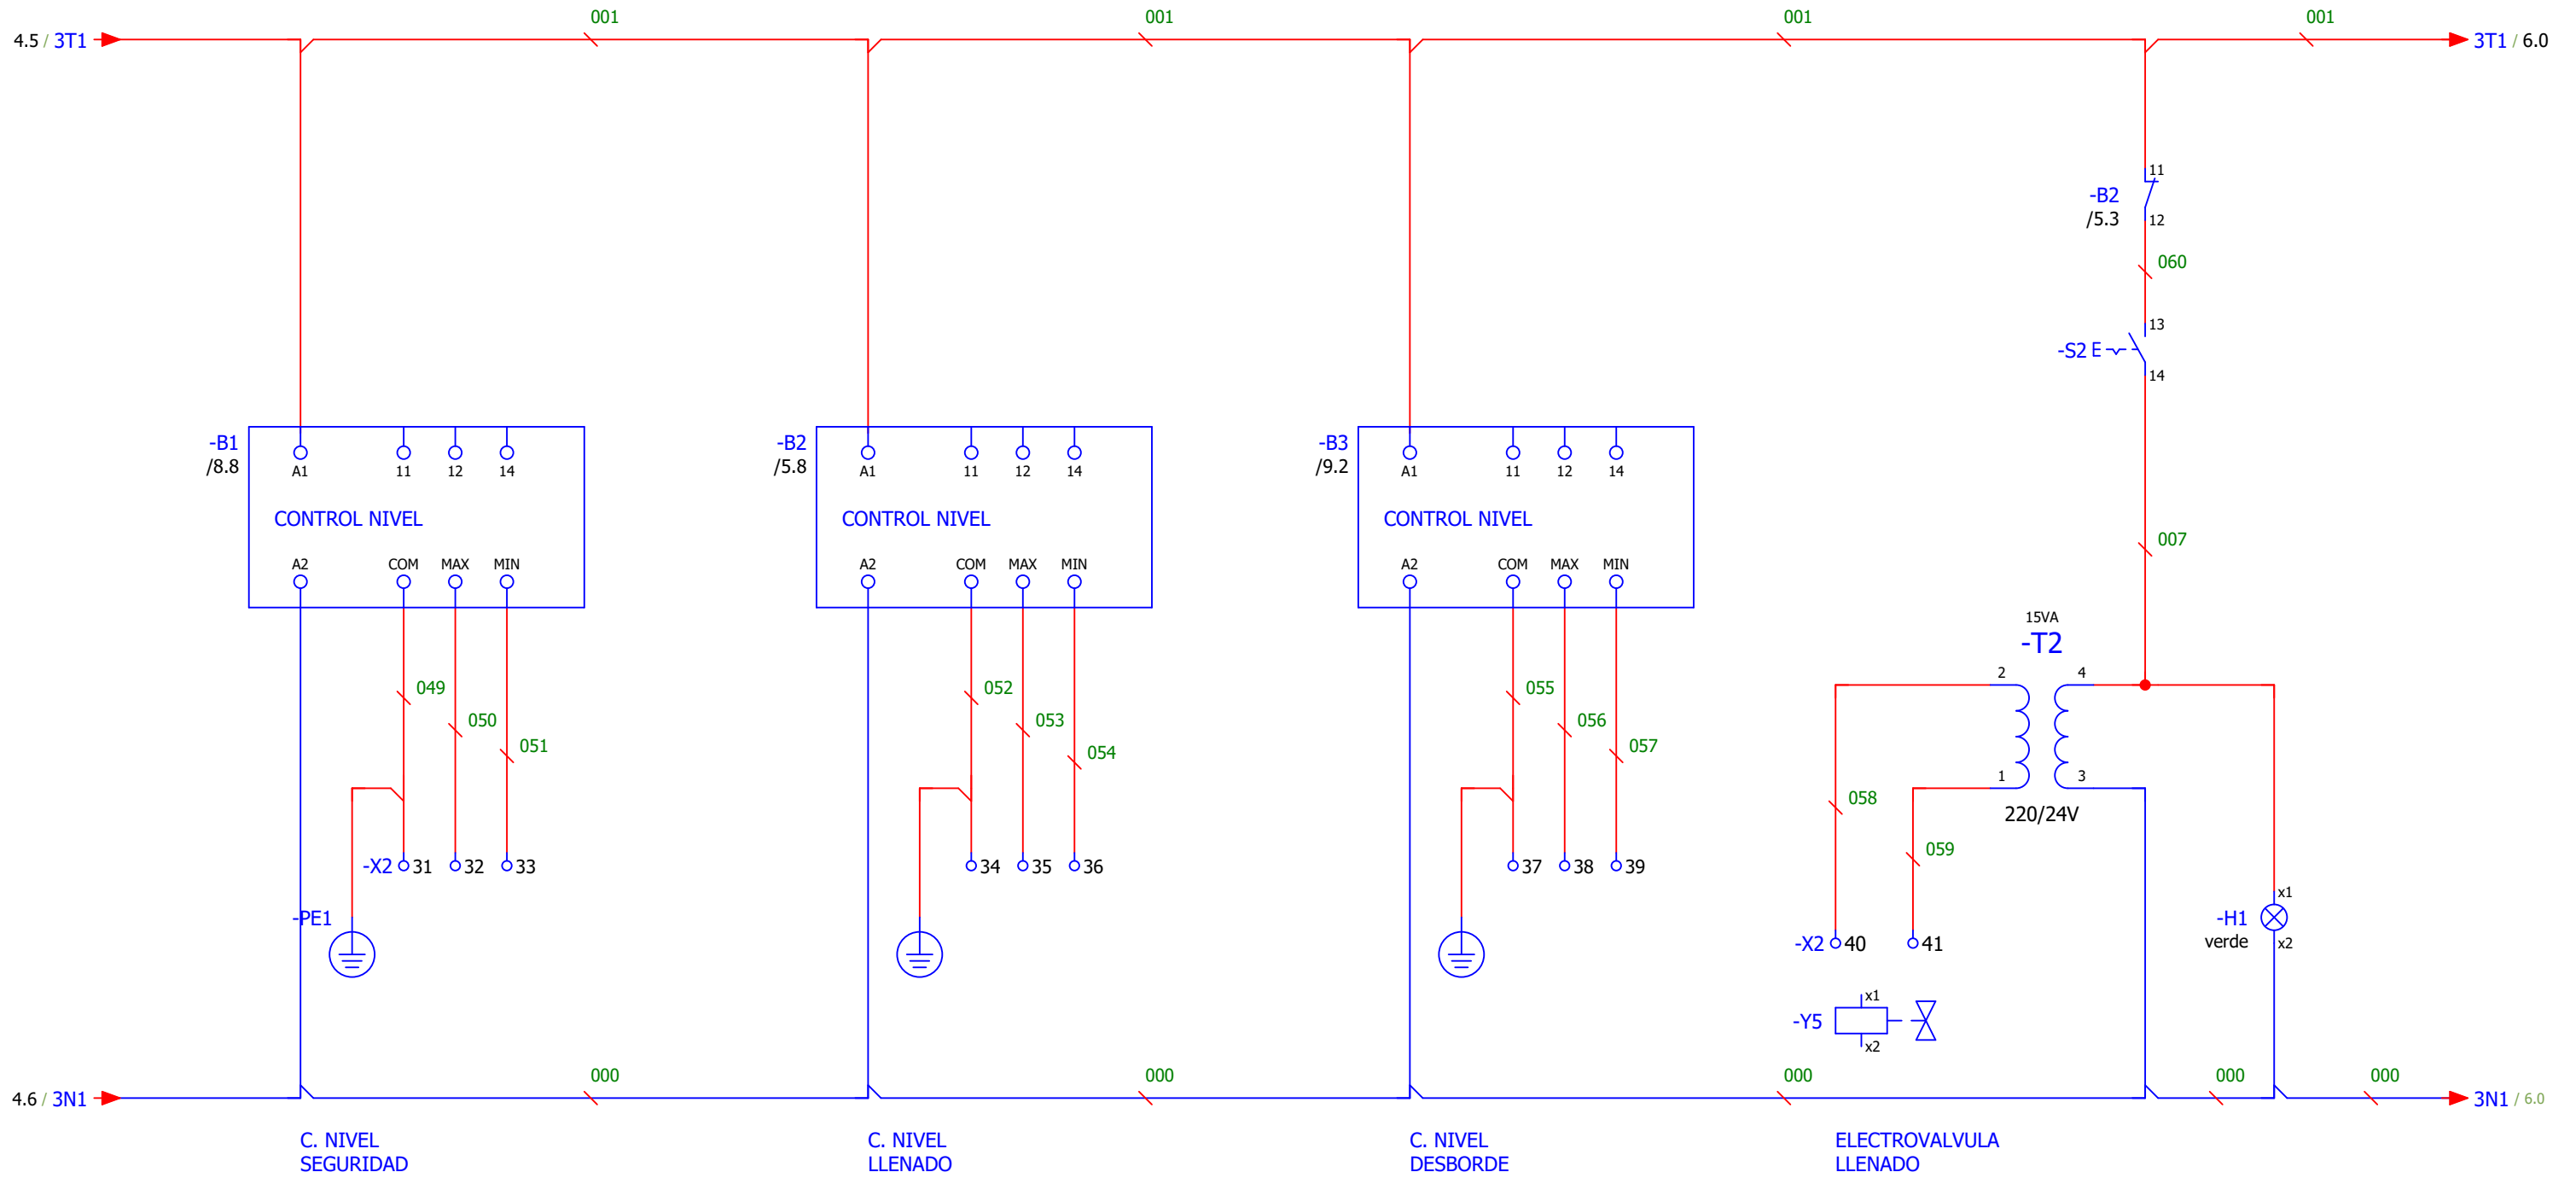 001 001 001 001
4.5 / 3T1
3T1 / 6.0
11
-B2
/5.3
12
060
13
-S2 E
14
007
-B1
/8.8
A1 11 12 14
CONTROL NIVEL
A2 COM MAX MIN
-B2
/5.8
A1 11 12 14
CONTROL NIVEL
A2 COM MAX MIN
-B3
/9.2
A1 11 12 14
CONTROL NIVEL
A2 COM MAX MIN
049
050
051
052
053
054
055
056
057
15VA
-T2
2 4
1 3
220/24V
058
059
-X2 31 32 33
34 35 36
37 38 39
-PE1
-X2 40 41
x1
-H1
verde
x2
x1
-Y5
x2
000 000 000 000 000
4.6 / 3N1
3N1 / 6.0
C. NIVEL
SEGURIDAD
C. NIVEL
LLENADO
C. NIVEL
DESBORDE
ELECTROVALVULA
LLENADO